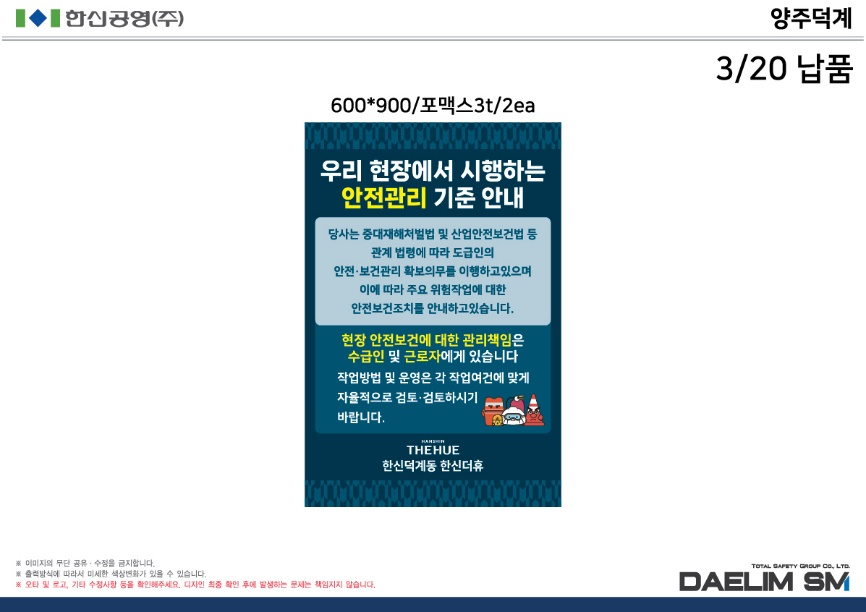 한신공영(주)
양주덕계
3/20 납품
600*900/포맥스3t/2ea
우리 현장에서 시행하는
안전관리 기준 안내
당사는 중대재해처벌법 및 산업안전보건법 등
관계 법령에 따라 도급인의
안전·보건관리 확보의무를 이행하고있으며
이에 따라 주요 위험작업에 대한
안전보건조치를 안내하고있습니다.
현장 안전보건에 대한 관리책임은
수급인 및 근로자에게 있습니다
작업방법 및 운영은 각 작업여건에 맞게
자율적으로 검토·검토하시기
바랍니다.
HANSHIN
THEHUE
한신덕계동 한신더휴
※ 이미지의 무단 공유·수정을 금지합니다.
※ 출력방식에 따라서 미세한 색상변화가 있을 수 있습니다.
※ 오타 및 로고, 기타 수정사항 등을 확인해주세요. 디자인 최종 확인 후에 발생하는 문제는 책임지지 않습니다.
TOTAL SAFETY GROUP CO., LTD.
DAELIM SM